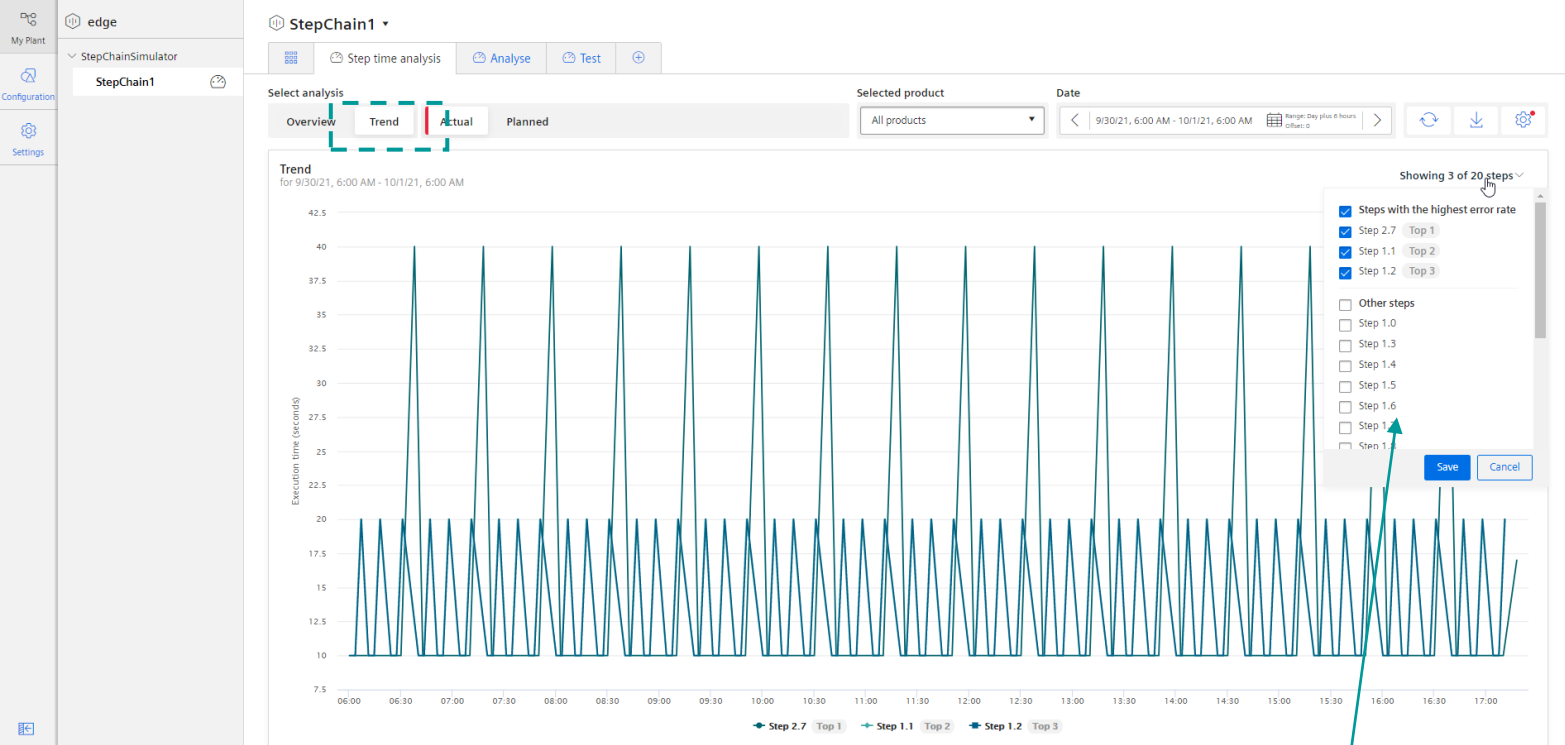 My Plant
Configuration
Settings
edge
StepChainSimulator
StepChain1
StepChain1
Step time analysis
Analyse
Test
Select analysis
Overview
Trend
Actual
Planned
Selected product
All products
Date
9/30/21, 6:00 AM - 10/1/21, 6:00 AM
Range: Day plus 6 hours
Offset: 0
Trend
for 9/30/21, 6:00 AM - 10/1/21, 6:00 AM
Showing 3 of 20 steps
Steps with the highest error rate
Step 2.7 Top 1
Step 1.1 Top 2
Step 1.2 Top 3
Other steps
Step 1.0
Step 1.3
Step 1.4
Step 1.5
Step 1.6
Step
Step 1.8
Save
Cancel
Execution time (seconds)
42.5
40
37.5
35
32.5
30
27.5
25
22.5
20
17.5
15
12.5
10
7.5
06:00 06:30 07:00 07:30 08:00 08:30 09:00 09:30 10:00 10:30 11:00 11:30 12:00 12:30 13:00 13:30 14:00 14:30 15:00 15:30 16:00 16:30 17:00
Step 2.7 Top 1 Step 1.1 Top 2 Step 1.2 Top 3